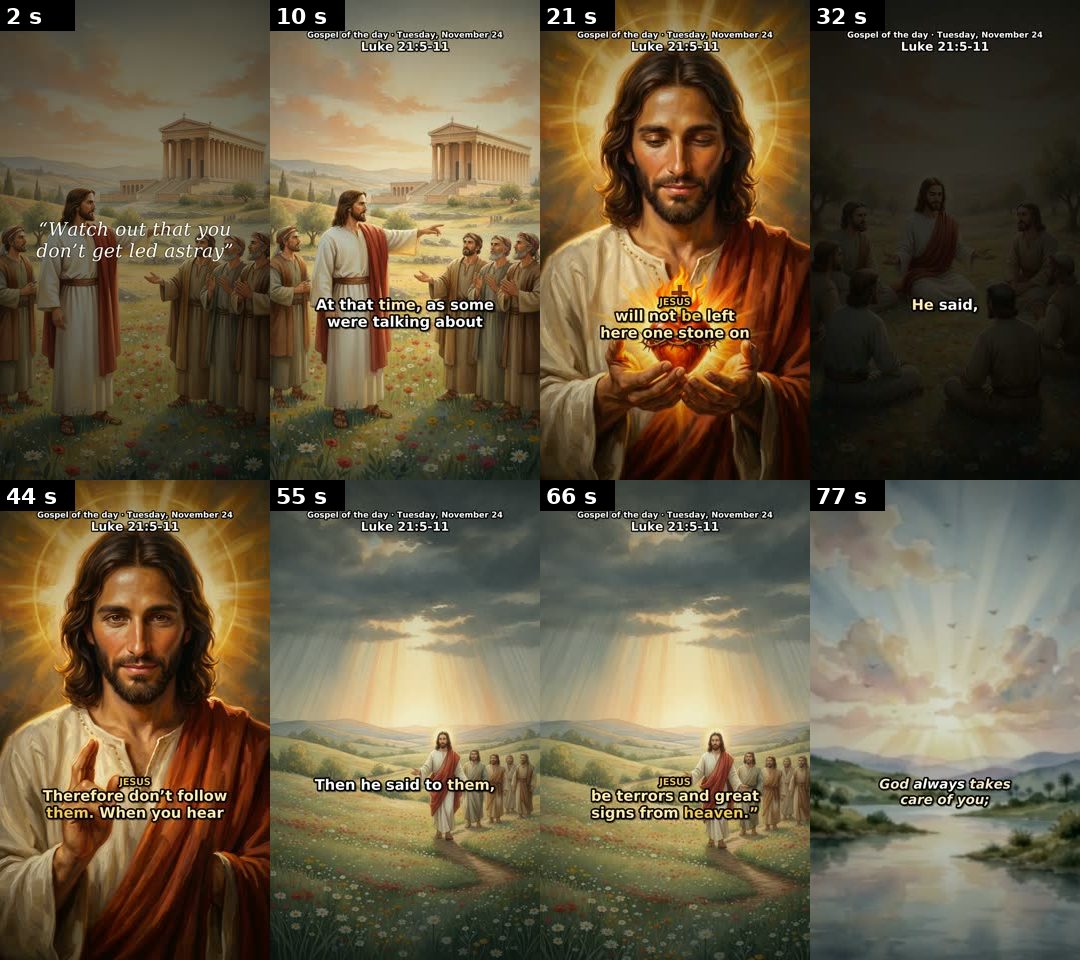 2 s
“Watch out that you
don’t get led astray”
10 s
Gospel of the day · Tuesday, November 24
Luke 21:5-11
At that time, as some
were talking about
21 s
Gospel of the day · Tuesday, November 24
Luke 21:5-11
JESUS
will not be left
here one stone on
32 s
Gospel of the day · Tuesday, November 24
Luke 21:5-11
He said,
44 s
Gospel of the day · Tuesday, November 24
Luke 21:5-11
JESUS
Therefore don’t follow
them. When you hear
55 s
Gospel of the day · Tuesday, November 24
Luke 21:5-11
Then he said to them,
66 s
Gospel of the day · Tuesday, November 24
Luke 21:5-11
JESUS
be terrors and great
signs from heaven.”
77 s
God always takes
care of you;